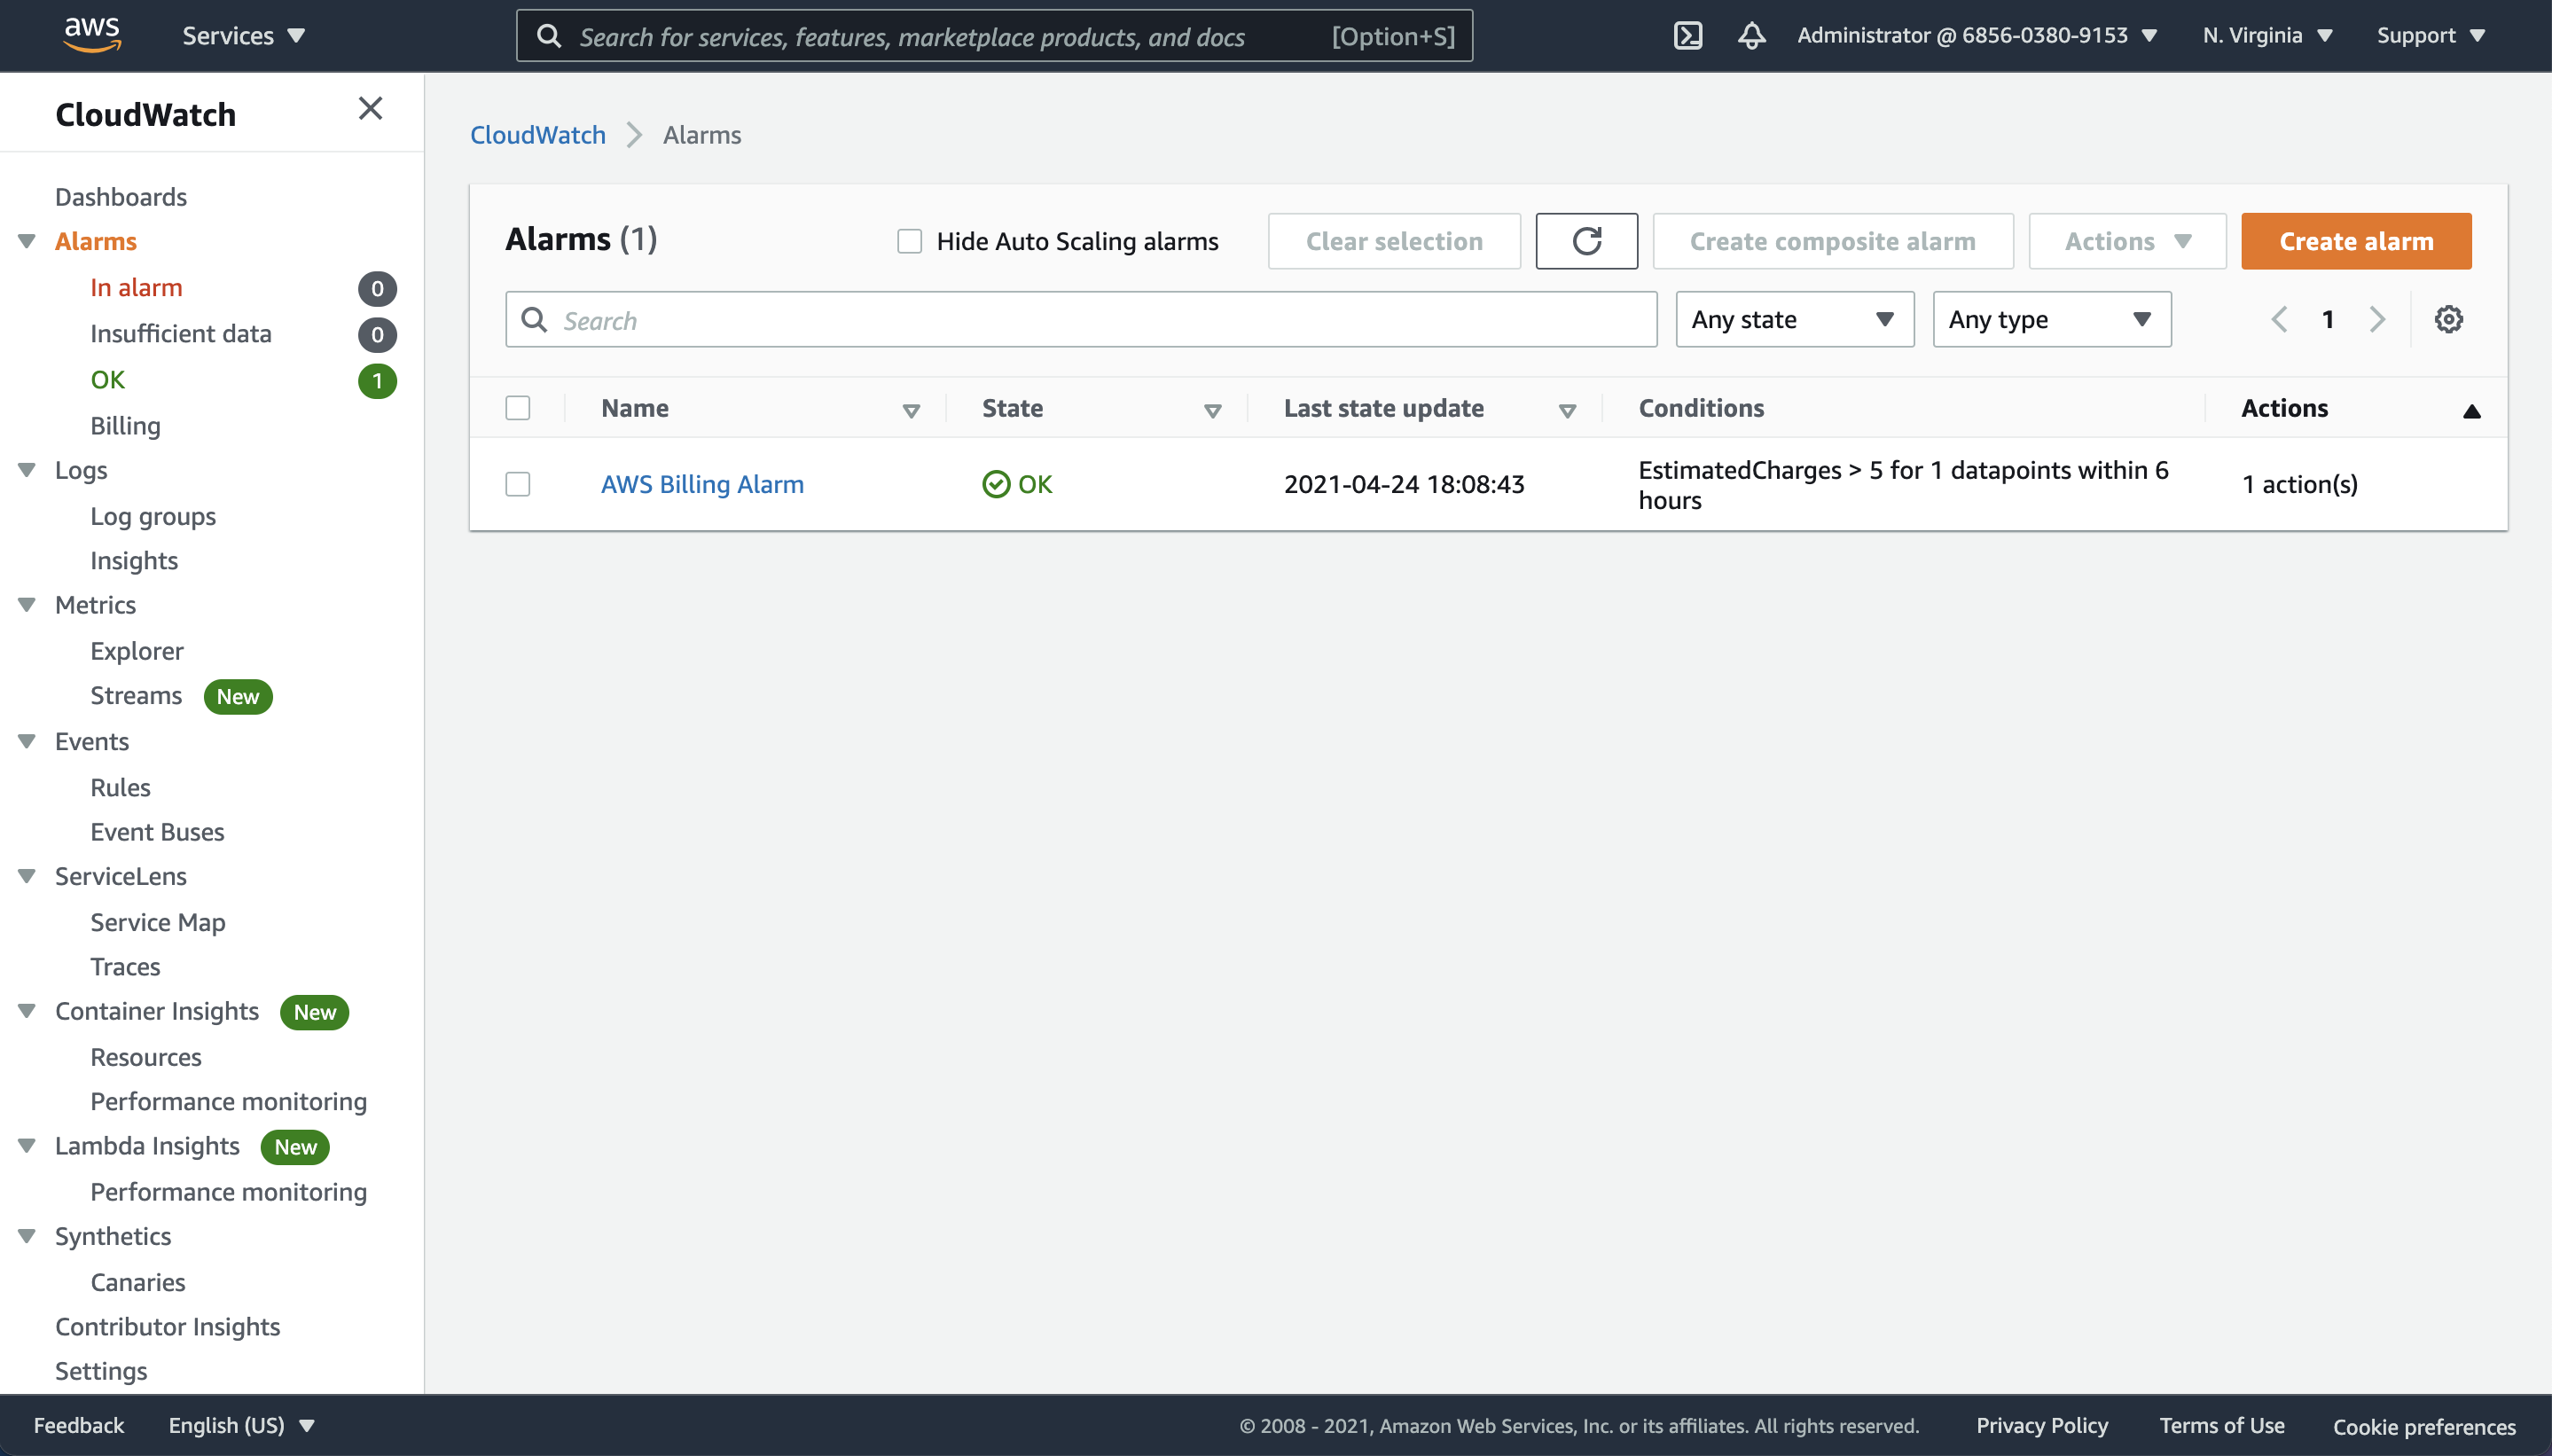 aws
Services
Search for services, features, marketplace products, and docs [Option+S]
Administrator @ 6856-0380-9153
N. Virginia
Support
CloudWatch
Dashboards
Alarms
In alarm 0
Insufficient data 0
OK 1
Billing
Logs
Log groups
Insights
Metrics
Explorer
Streams New
Events
Rules
Event Buses
ServiceLens
Service Map
Traces
Container Insights New
Resources
Performance monitoring
Lambda Insights New
Performance monitoring
Synthetics
Canaries
Contributor Insights
Settings
CloudWatch Alarms
Alarms (1)
Hide Auto Scaling alarms
Clear selection
Create composite alarm
Actions
Create alarm
Search
Any state
Any type
1
Name State Last state update Conditions Actions
AWS Billing Alarm OK 2021-04-24 18:08:43 EstimatedCharges > 5 for 1 datapoints within 6
hours
1 action(s)
Feedback
English (US)
© 2008 - 2021, Amazon Web Services, Inc. or its affiliates. All rights reserved.
Privacy Policy
Terms of Use
Cookie preferences